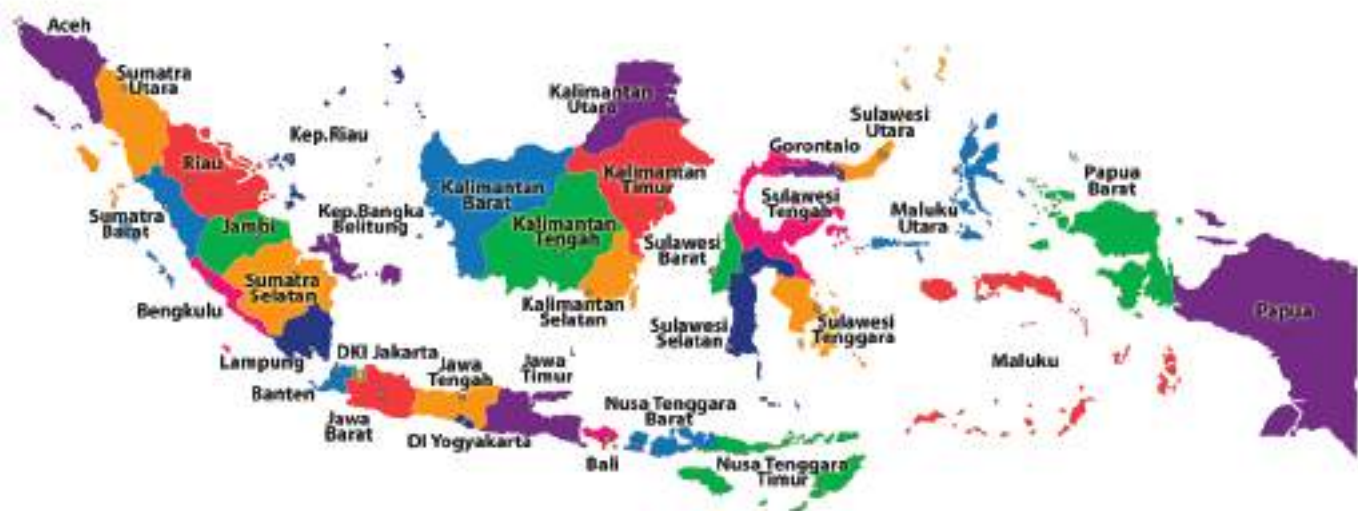 Aceh
Sumatra
Utara
Kep.Riau
Riau
Sumatra
Barat
Jambi
Kep.Bangka
Belitung
Sumatra
Selatan
Bengkulu
Lampung
Kalimantan
Utara
Kalimantan
Barat
Kalimantan
Timur
Kalimantan
Tengah
Kalimantan
Selatan
Sulawesi
Utara
Gorontalo
Sulawesi
Tengah
Sulawesi
Barat
Sulawesi
Selatan
Sulawesi
Tenggara
Maluku
Utara
Papua
Barat
Papua
Maluku
DKI Jakarta
Banten
Jawa
Barat
Jawa
Tengah
DI Yogyakarta
Jawa
Timur
Bali
Nusa Tenggara
Barat
Nusa Tenggara
Timur